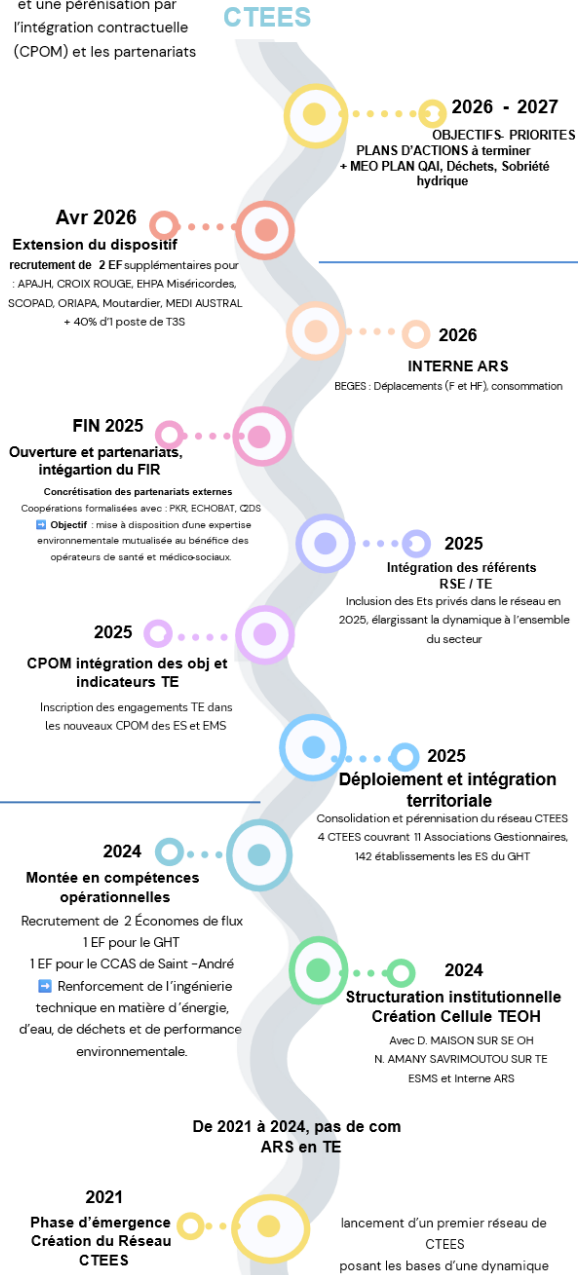 et une pérénisation par
l'intégration contractuelle
(CPOM) et les partenariats
CTEES
2026 - 2027
OBJECTIFS- PRIORITES
PLANS D'ACTIONS à terminer
+ MEO PLAN QAI, Déchets, Sobriété
hydrique
Avr 2026
Extension du dispositif
recrutement de 2 EF supplémentaires pour
: APAJH, CROIX ROUGE, EHPA Miséricordes,
SCOPAD, ORIAPA, Moutardier, MEDI AUSTRAL
+ 40% d'1 poste de T3S
2026
INTERNE ARS
BEGES : Déplacements (F et HF), consommation
FIN 2025
Ouverture et partenariats,
intégartion du FIR
Concrétisation des partenariats externes
Coopérations formalisées avec : PKR, ECHOBAT, C2DS
➡ Objectif : mise à disposition d'une expertise
environnementale mutualisée au bénéfice des
opérateurs de santé et médico-sociaux.
2025
Intégration des référents
RSE / TE
Inclusion des Ets privés dans le réseau en
2025, élargissant la dynamique à l'ensemble
du secteur
2025
CPOM intégration des obj et
indicateurs TE
Inscription des engagements TE dans
les nouveaux CPOM des ES et EMS
2025
Déploiement et intégration
territoriale
Consolidation et pérennisation du réseau CTEES
4 CTEES couvrant 11 Associations Gestionnaires,
142 établissements les ES du GHT
2024
Montée en compétences
opérationnelles
Recrutement de 2 Économes de flux
1 EF pour le GHT
1 EF pour le CCAS de Saint -André
➡ Renforcement de l'ingénierie
technique en matière d'énergie,
d'eau, de déchets et de performance
environnementale.
2024
Structuration institutionnelle
Création Cellule TEOH
Avec D. MAISON SUR SE OH
N. AMANY SAVRIMOUTOU SUR TE
ESMS et Interne ARS
De 2021 à 2024, pas de com
ARS en TE
2021
Phase d'émergence
Création du Réseau
CTEES
lancement d'un premier réseau de
CTEES
posant les bases d'une dynamique